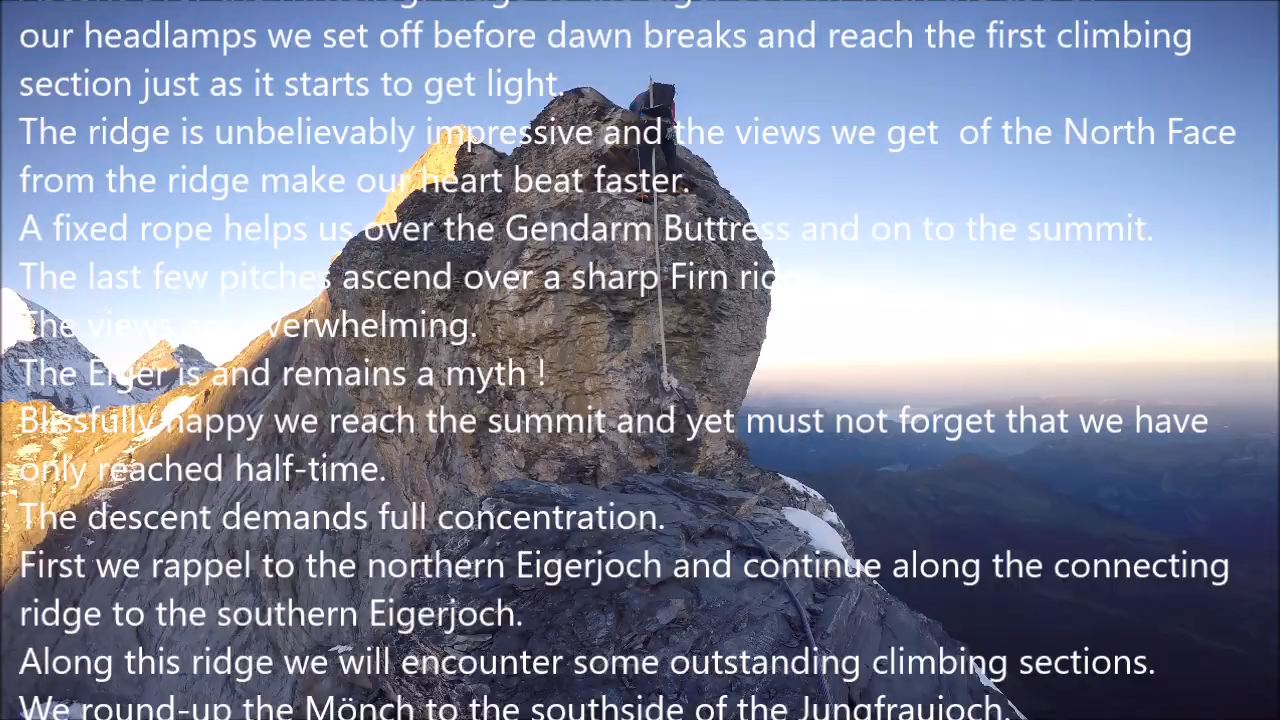 our headlamps we set off before dawn breaks and reach the first climbing
section just as it starts to get light.
The ridge is unbelievably impressive and the views we get  of the North Face
from the ridge make our heart beat faster.
A fixed rope helps us over the Gendarm Buttress and on to the summit.
The last few pitches ascend over a sharp Firn ridge.
The views are overwhelming.
The Eiger is and remains a myth !
Blissfully happy we reach the summit and yet must not forget that we have
only reached half-time.
The descent demands full concentration.
First we rappel to the northern Eigerjoch and continue along the connecting
ridge to the southern Eigerjoch.
Along this ridge we will encounter some outstanding climbing sections.
We round-up the Mönch to the southside of the Jungfraujoch.